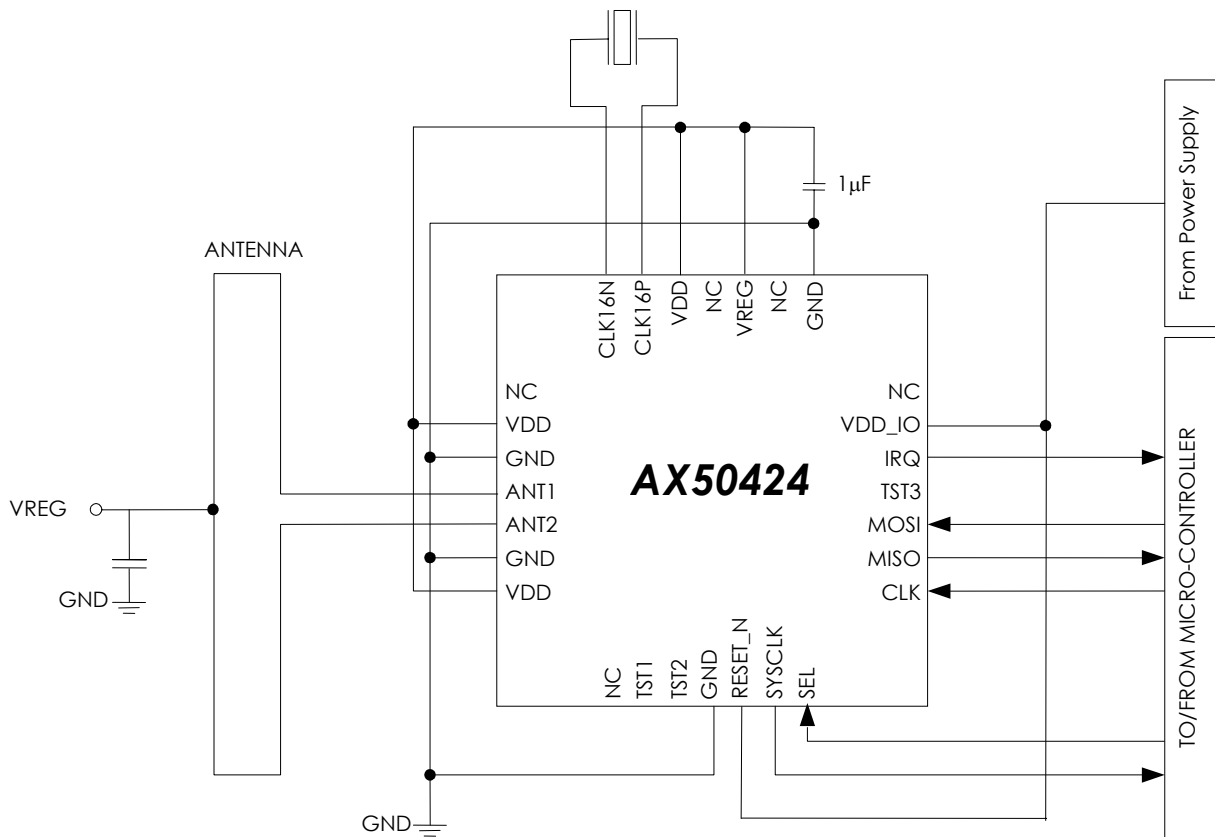 1μF
From Power Supply
ANTENNA
CLK16N
CLK16P
VDD
NC
VREG
NC
GND
NC
VDD
GND
ANT1
ANT2
GND
VDD
AX50424
NC
VDD_IO
IRQ
TST3
MOSI
MISO
CLK
VREG
GND
NC
TST1
TST2
GND
RESET_N
SYSCLK
SEL
TO/FROM MICRO-CONTROLLER
GND